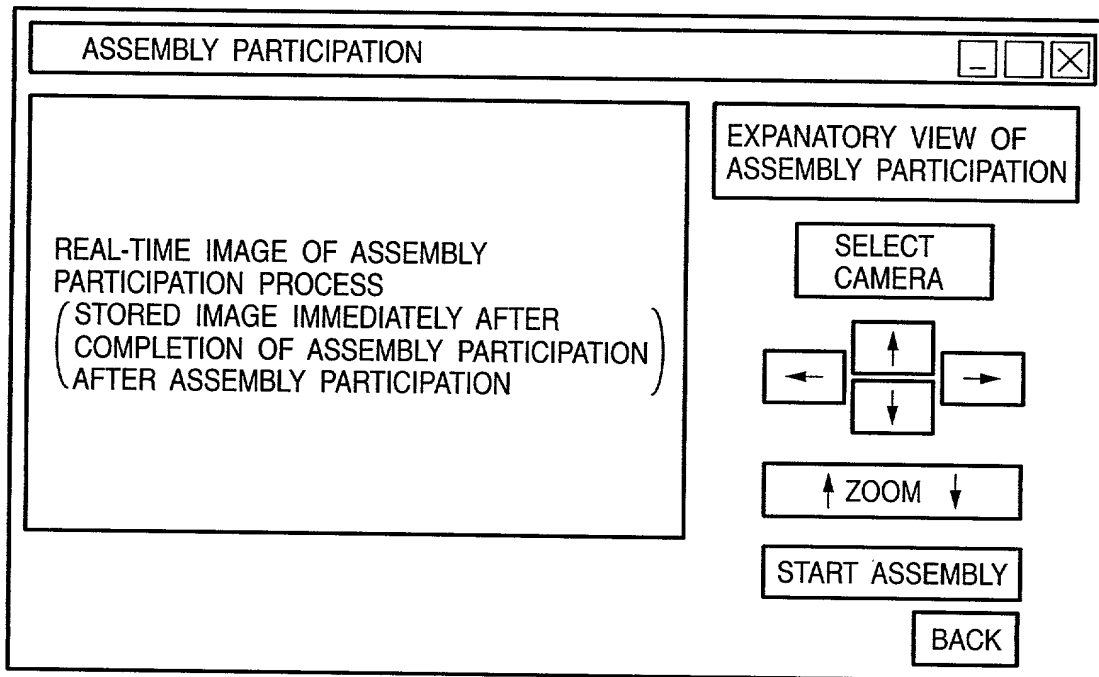 ASSEMBLY PARTICIPATION
REAL-TIME IMAGE OF ASSEMBLY
PARTICIPATION PROCESS
(STORED IMAGE IMMEDIATELY AFTER
COMPLETION OF ASSEMBLY PARTICIPATION
AFTER ASSEMBLY PARTICIPATION)
EXPANATORY VIEW OF
ASSEMBLY PARTICIPATION
SELECT
CAMERA
↑
← →
↓
↑ ZOOM ↓
START ASSEMBLY
BACK